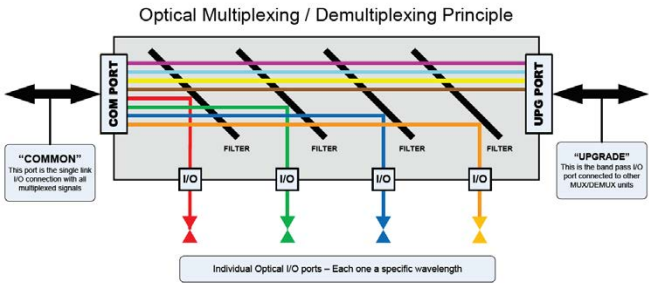 Optical Multiplexing / Demultiplexing Principle
COM PORT
UPG PORT
FILTER
FILTER
FILTER
FILTER
"COMMON"
This port is the single link
I/O connection with all
multiplexed signals
"UPGRADE"
This is the band pass I/O
port connected to other
MUX/DEMUX units
I/O
I/O
I/O
I/O
Individual Optical I/O ports – Each one a specific wavelength